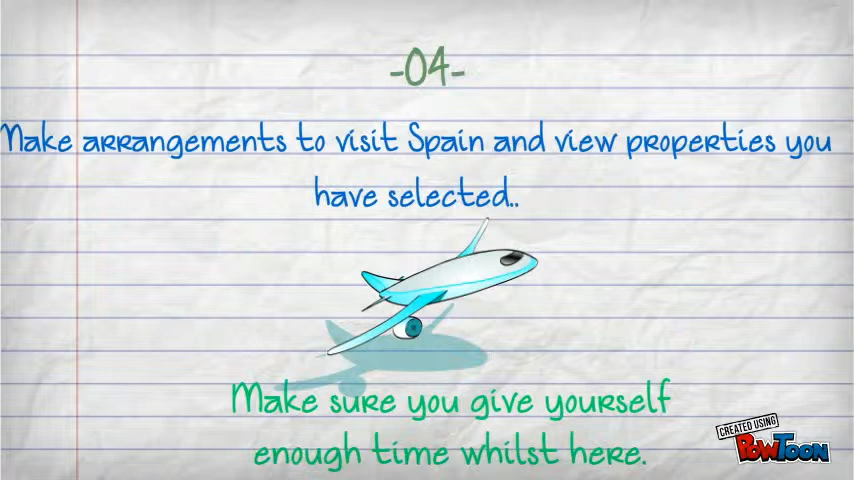 -04-
Make arrangements to visit Spain and view properties you
have selected..
Make sure you give yourself
enough time whilst here.
CREATED USING
POWTOON